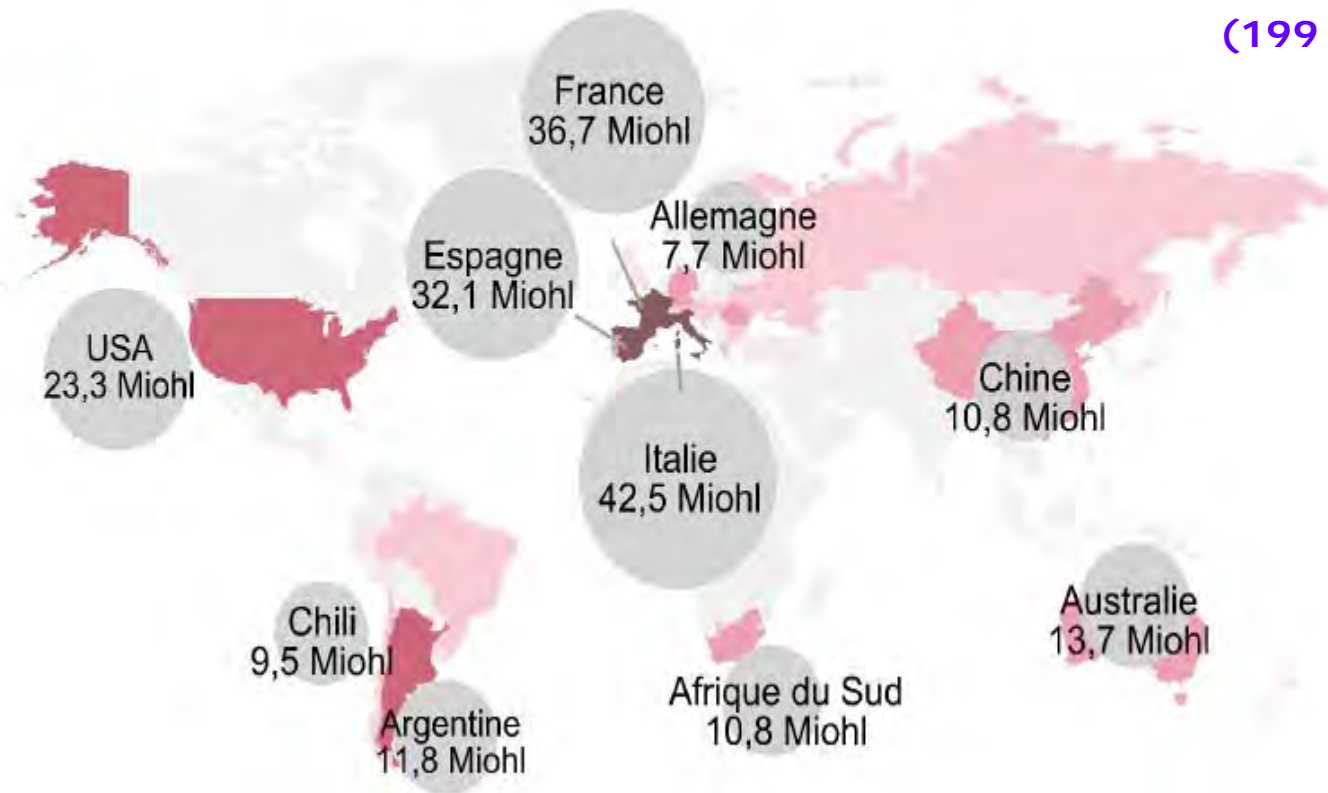 (199
France
36,7 Miohl
Allemagne
7,7 Miohl
Espagne
32,1 Miohl
USA
23,3 Miohl
Chine
10,8 Miohl
Italie
42,5 Miohl
Australie
13,7 Miohl
Chili
9,5 Miohl
Afrique du Sud
10,8 Miohl
Argentine
11,8 Miohl